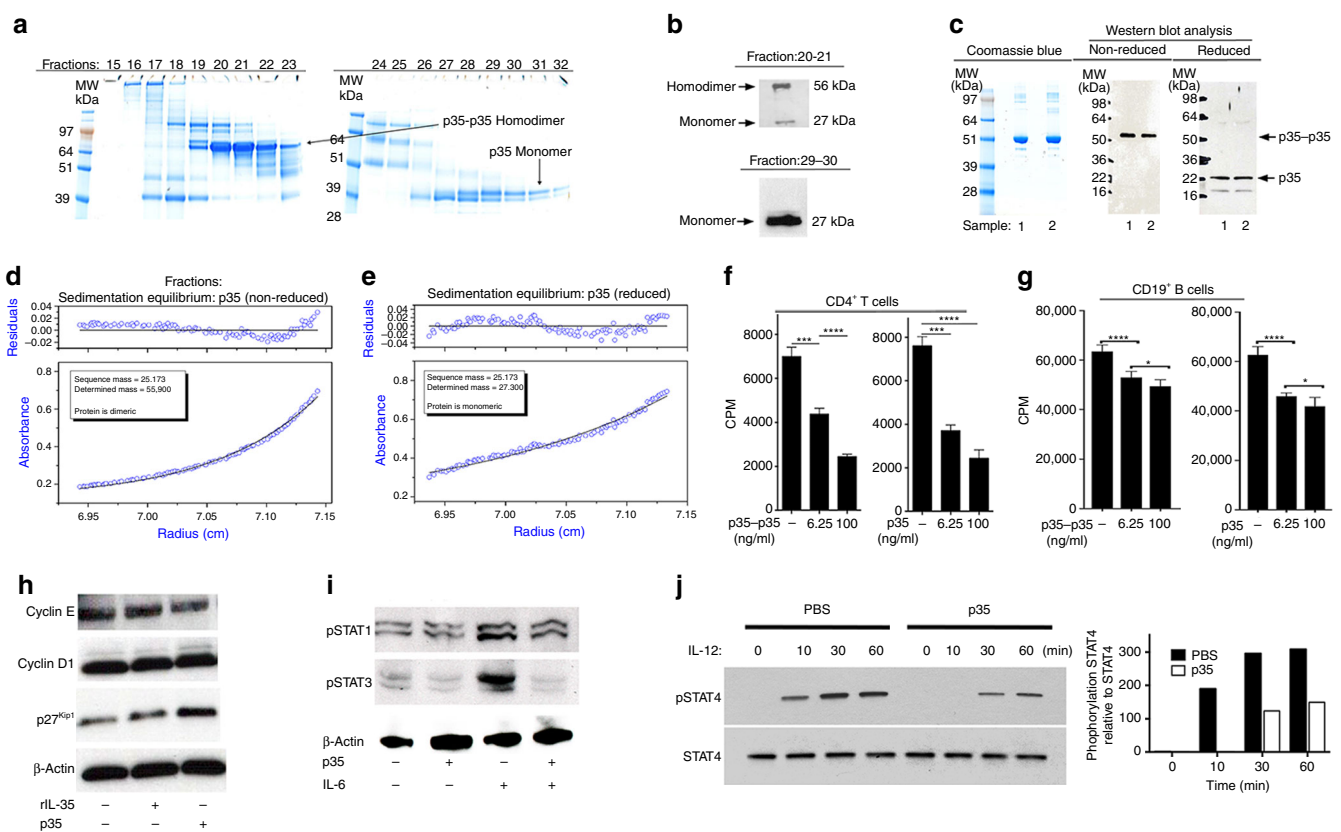 a
Fractions: 15 16 17 18 19 20 21 22 23
MW
kDa
97
64
51
39
24 25 26 27 28 29 30 31 32
MW
kDa
64
51
39
28
p35-p35 Homodimer
p35 Monomer
b
Fraction:20-21
Homodimer 56 kDa
Monomer 27 kDa
Fraction:29–30
Monomer 27 kDa
c
Western blot analysis
Coomassie blue Non-reduced Reduced
MW
(kDa)
97
64
51
39
28
MW
(kDa)
98
64
50
36
22
16
MW
(kDa)
98
64
50
36
22
16
p35–p35
p35
Sample: 1 2 1 2 1 2
d
Fractions:
Sedimentation equilibrium: p35 (non-reduced)
Residuals
0.04
0.02
0.00
−0.02
Sequence mass = 25.173
Determined mass = 55,900
Protein is dimeric
Absorbance
0.8
0.6
0.4
0.2
6.95 7.00 7.05 7.10 7.15
Radius (cm)
e
Sedimentation equilibrium: p35 (reduced)
Residuals
0.04
0.02
0.00
−0.02
−0.04
Sequence mass = 25.173
Determined mass = 27.300
Protein is monomeric
Absorbance
0.8
0.6
0.4
0.2
6.95 7.00 7.05 7.10 7.15
Radius (cm)
f
CD4+ T cells
CPM
8000
6000
4000
2000
0
*** ****
p35–p35 – 6.25 100
(ng/ml)
8000
6000
4000
2000
0
****
***
p35 – 6.25 100
(ng/ml)
g
CD19+ B cells
CPM
80,000
60,000
40,000
20,000
0
****
*
p35–p35 – 6.25 100
(ng/ml)
80,000
60,000
40,000
20,000
0
****
*
p35 – 6.25 100
(ng/ml)
h
Cyclin E
Cyclin D1
p27Kip1
β-Actin
rIL-35 – + –
p35 – – +
i
pSTAT1
pSTAT3
β-Actin
p35 – + – +
IL-6 – – + +
j
PBS p35
IL-12: 0 10 30 60 0 10 30 60 (min)
pSTAT4
STAT4
Phophorylation STAT4
relative to STAT4
300
200
100
0
PBS
p35
0 10 30 60
Time (min)